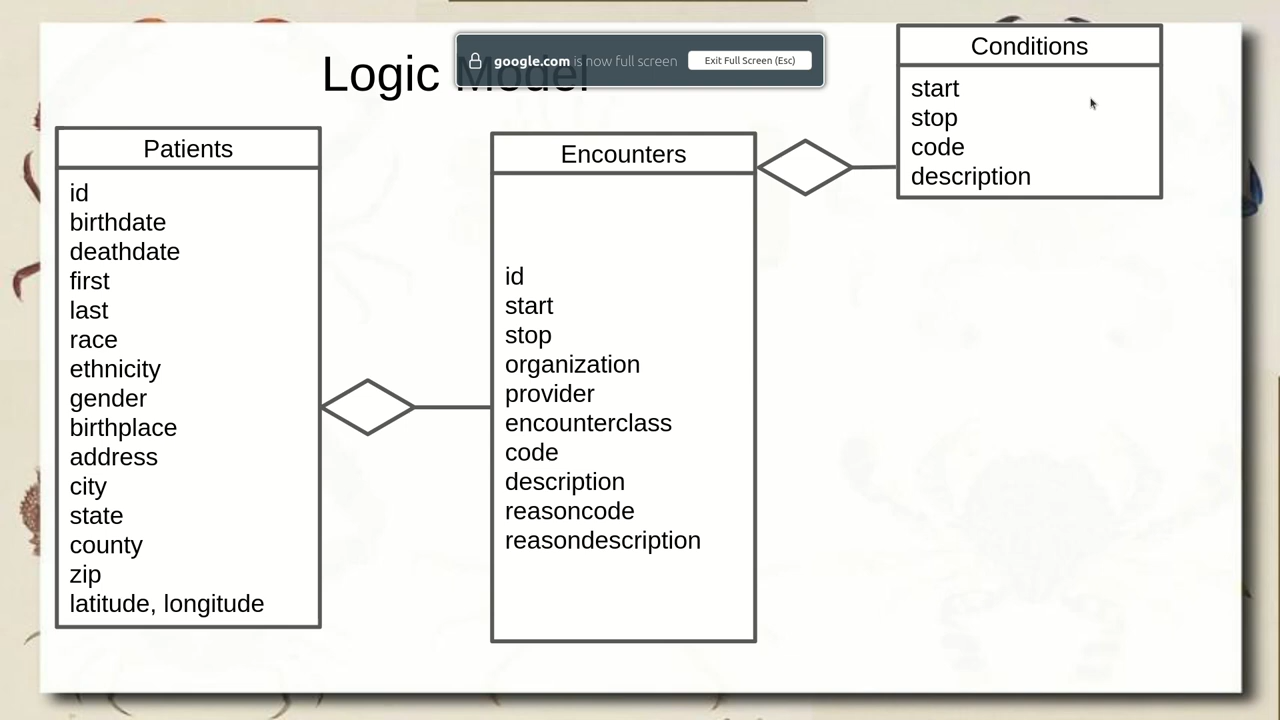 Logic Model
google.com is now full screen
Exit Full Screen (Esc)
Patients
id
birthdate
deathdate
first
last
race
ethnicity
gender
birthplace
address
city
state
county
zip
latitude, longitude
Encounters
id
start
stop
organization
provider
encounterclass
code
description
reasoncode
reasondescription
Conditions
start
stop
code
description